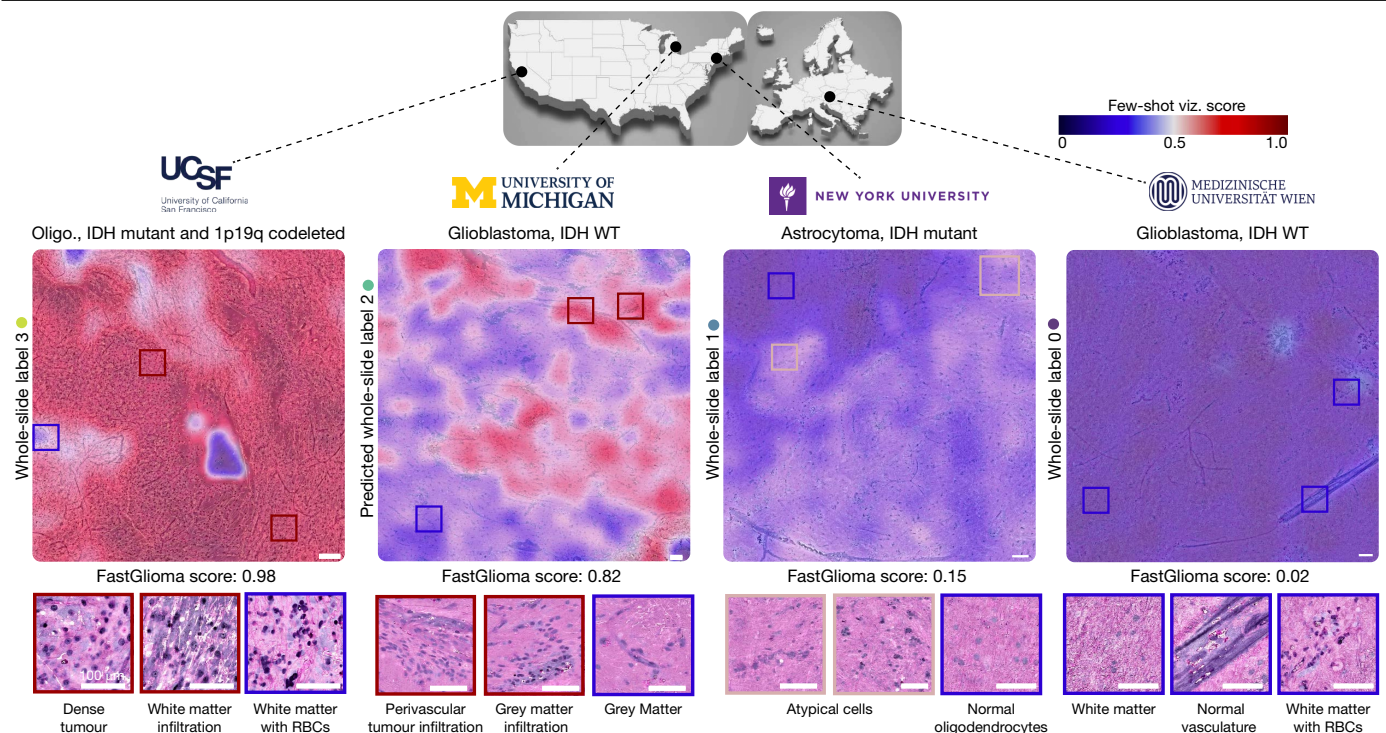 Few-shot viz. score
0
0.5
1.0
UCSF
University of California
San Francisco
M
UNIVERSITY OF
MICHIGAN
NEW YORK UNIVERSITY
MEDIZINISCHE
UNIVERSITÄT WIEN
Oligo., IDH mutant and 1p19q codeleted
Glioblastoma, IDH WT
Astrocytoma, IDH mutant
Glioblastoma, IDH WT
Whole-slide label 3
Predicted whole-slide label 2
Whole-slide label 1
Whole-slide label 0
FastGlioma score: 0.98
FastGlioma score: 0.82
FastGlioma score: 0.15
FastGlioma score: 0.02
100 μm
Dense
tumour
White matter
infiltration
White matter
with RBCs
Perivascular
tumour infiltration
Grey matter
infiltration
Grey Matter
Atypical cells
Normal
oligodendrocytes
White matter
Normal
vasculature
White matter
with RBCs